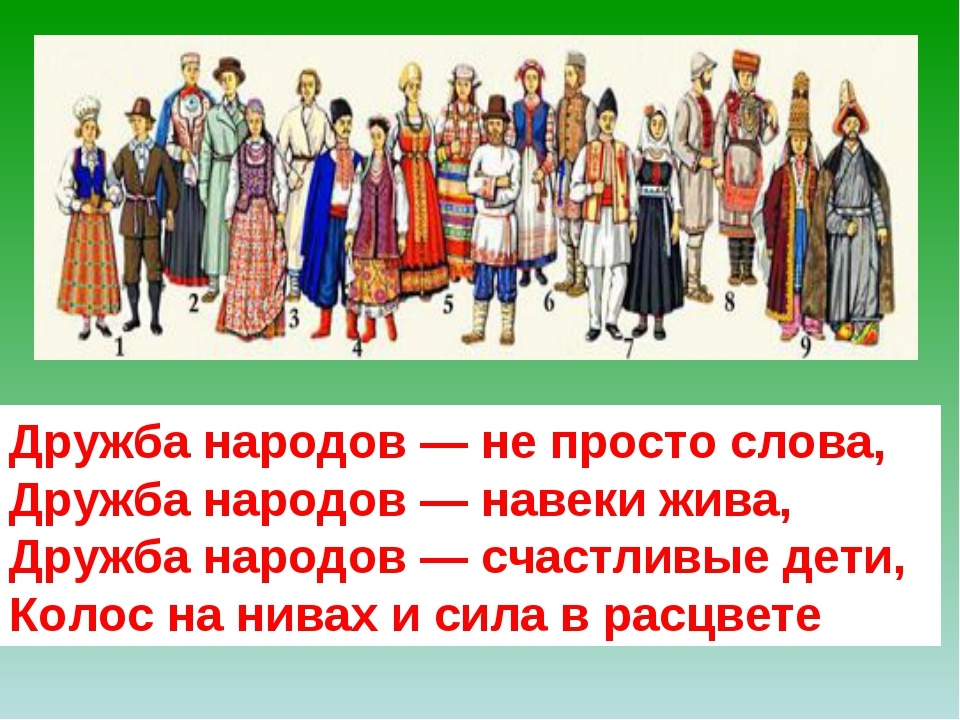 1
2
3
4
5
6
7
8
9
Дружба народов — не просто слова,
Дружба народов — навеки жива,
Дружба народов — счастливые дети,
Колос на нивах и сила в расцвете